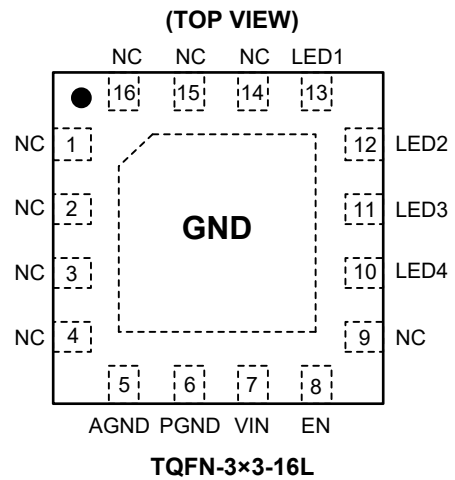 (TOP VIEW)
NC NC NC LED1
16 15 14 13
NC 1 12 LED2
NC 2 11 LED3
GND
NC 3 10 LED4
NC 4 9 NC
5 6 7 8
AGND PGND VIN EN
TQFN-3×3-16L